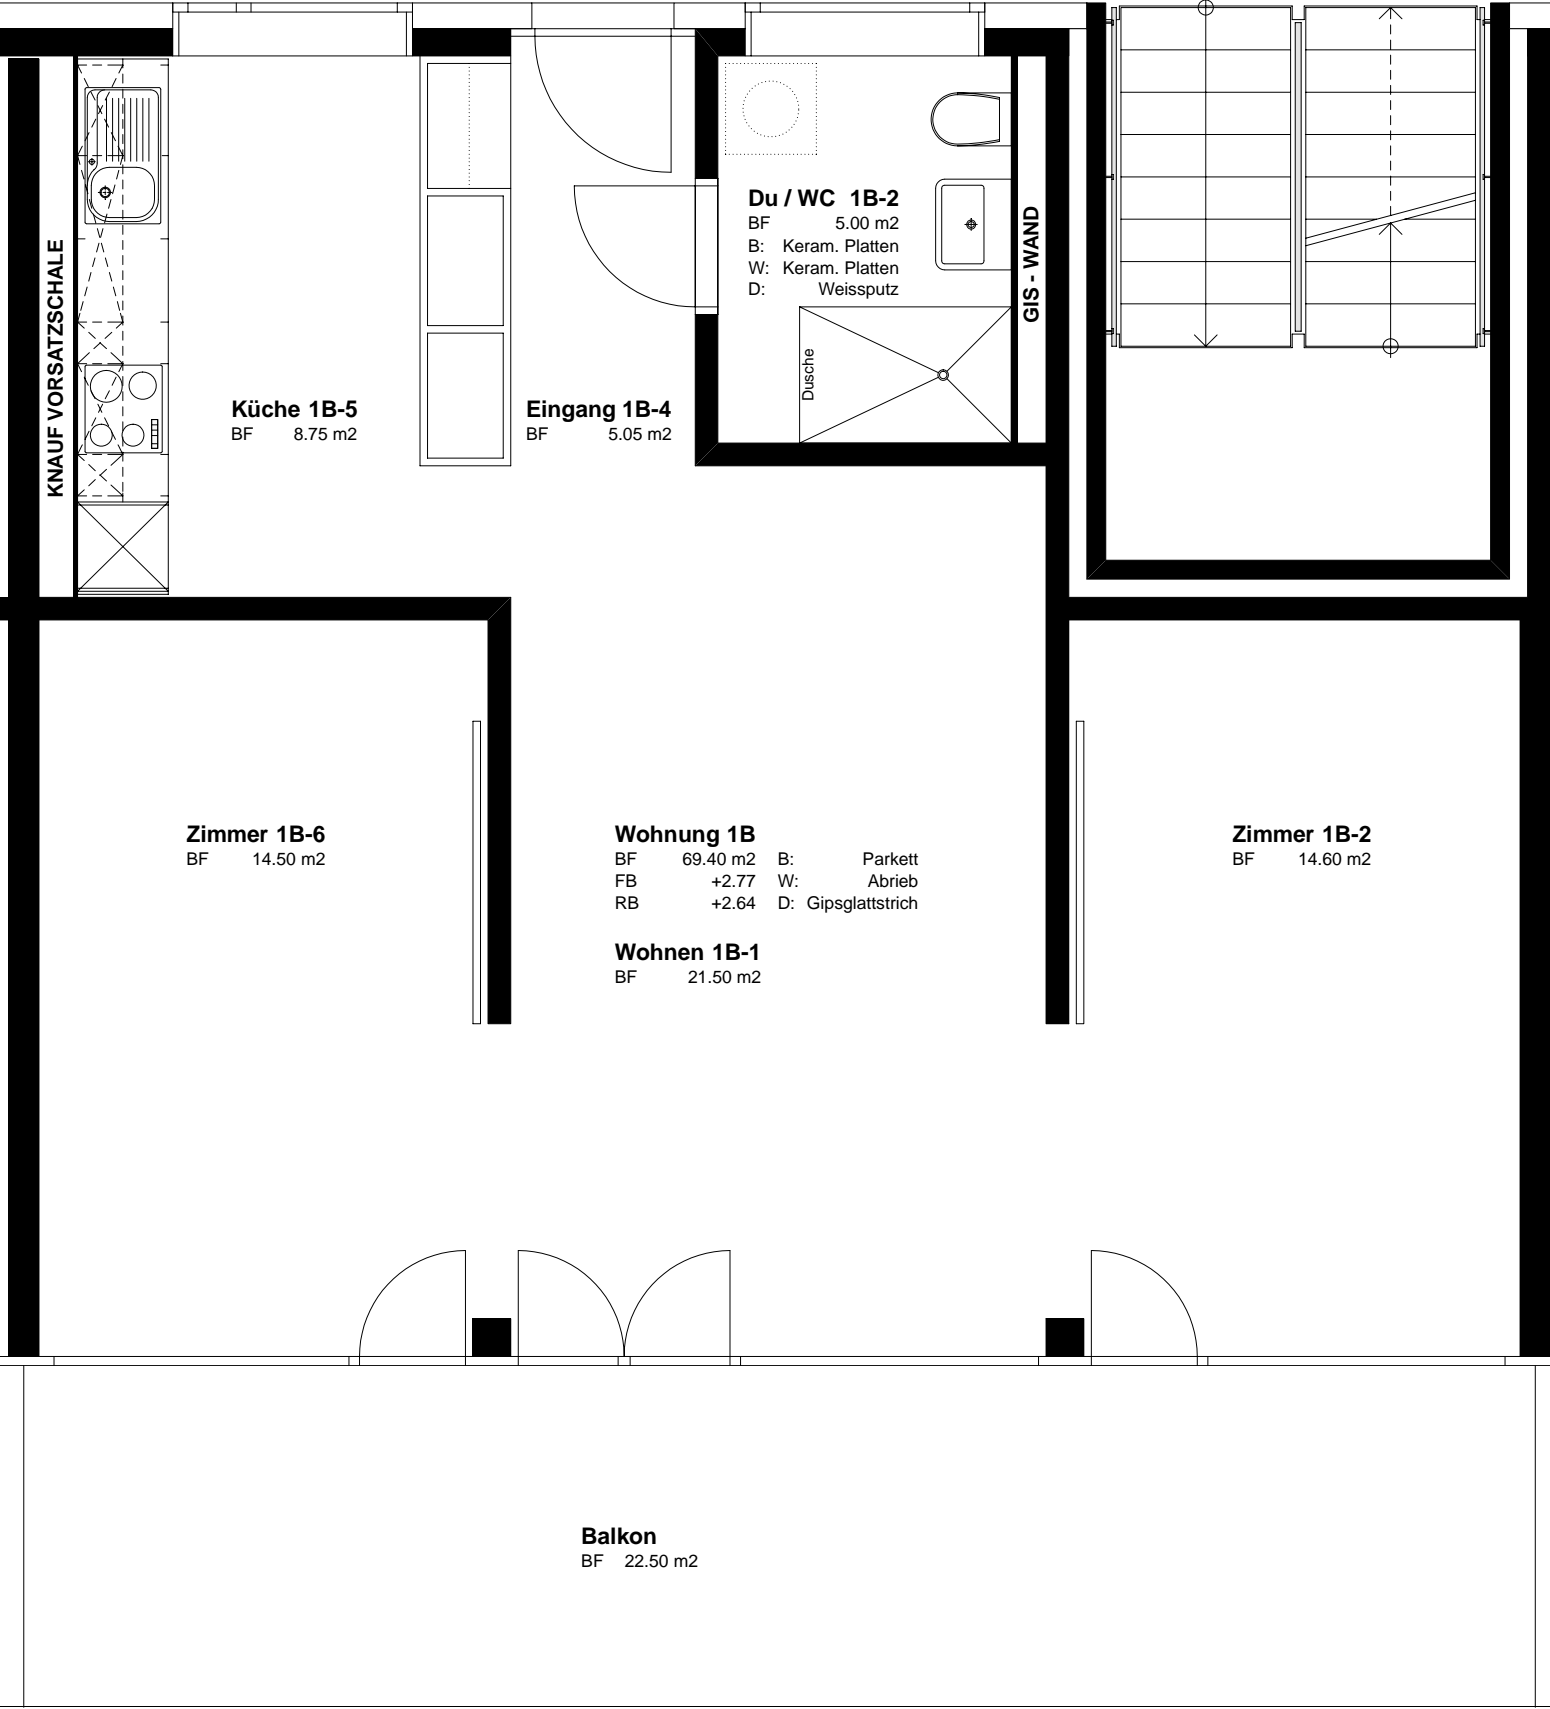 KNAUF VORSATZSCHALE
Küche 1B-5
BF 8.75 m2
Eingang 1B-4
BF 5.05 m2
Du / WC 1B-2
BF 5.00 m2
B: Keram. Platten
W: Keram. Platten
D: Weissputz
Dusche
GIS - WAND
Zimmer 1B-6
BF 14.50 m2
Wohnung 1B
BF 69.40 m2 B: Parkett
FB +2.77 W: Abrieb
RB +2.64 D: Gipsglattstrich
Wohnen 1B-1
BF 21.50 m2
Zimmer 1B-2
BF 14.60 m2
Balkon
BF 22.50 m2